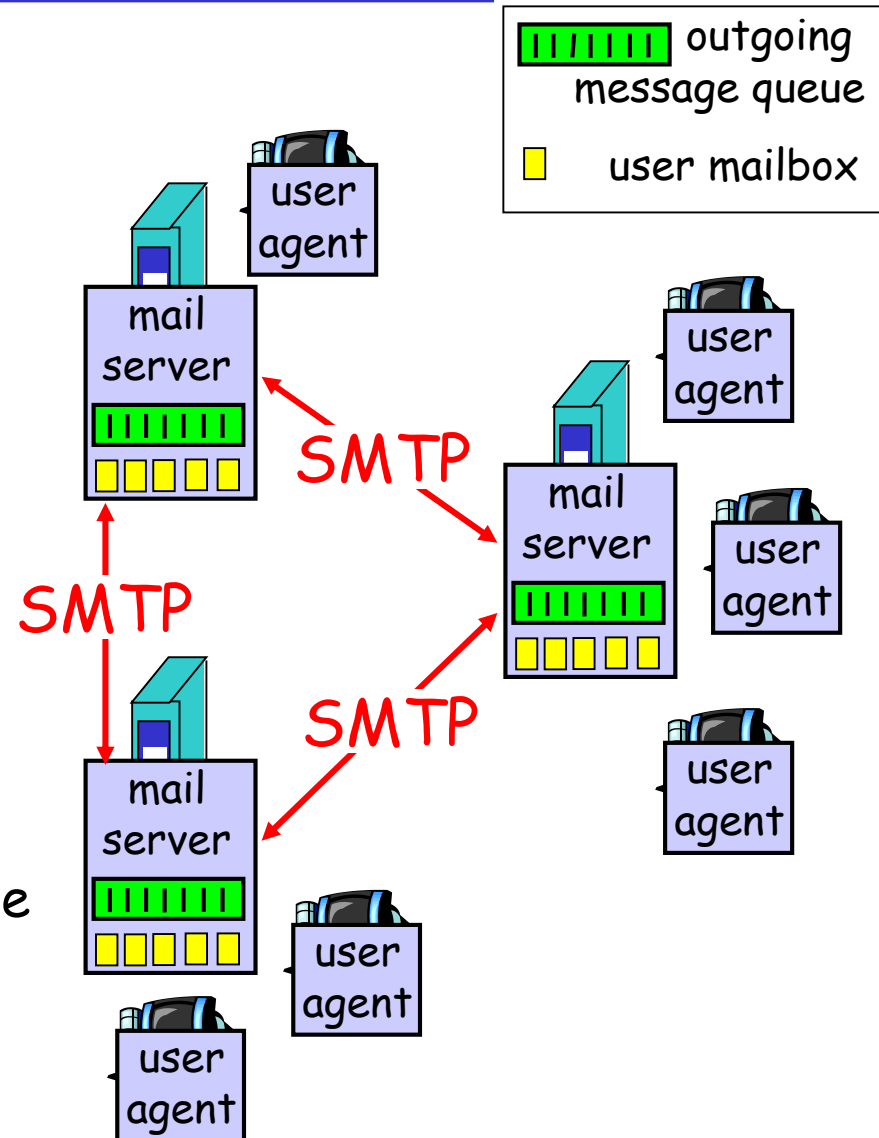 outgoing
message queue
user mailbox
user
agent
mail
server
user
agent
SMTP
mail
server
user
agent
SMTP
SMTP
user
agent
mail
server
e
user
agent
user
agent